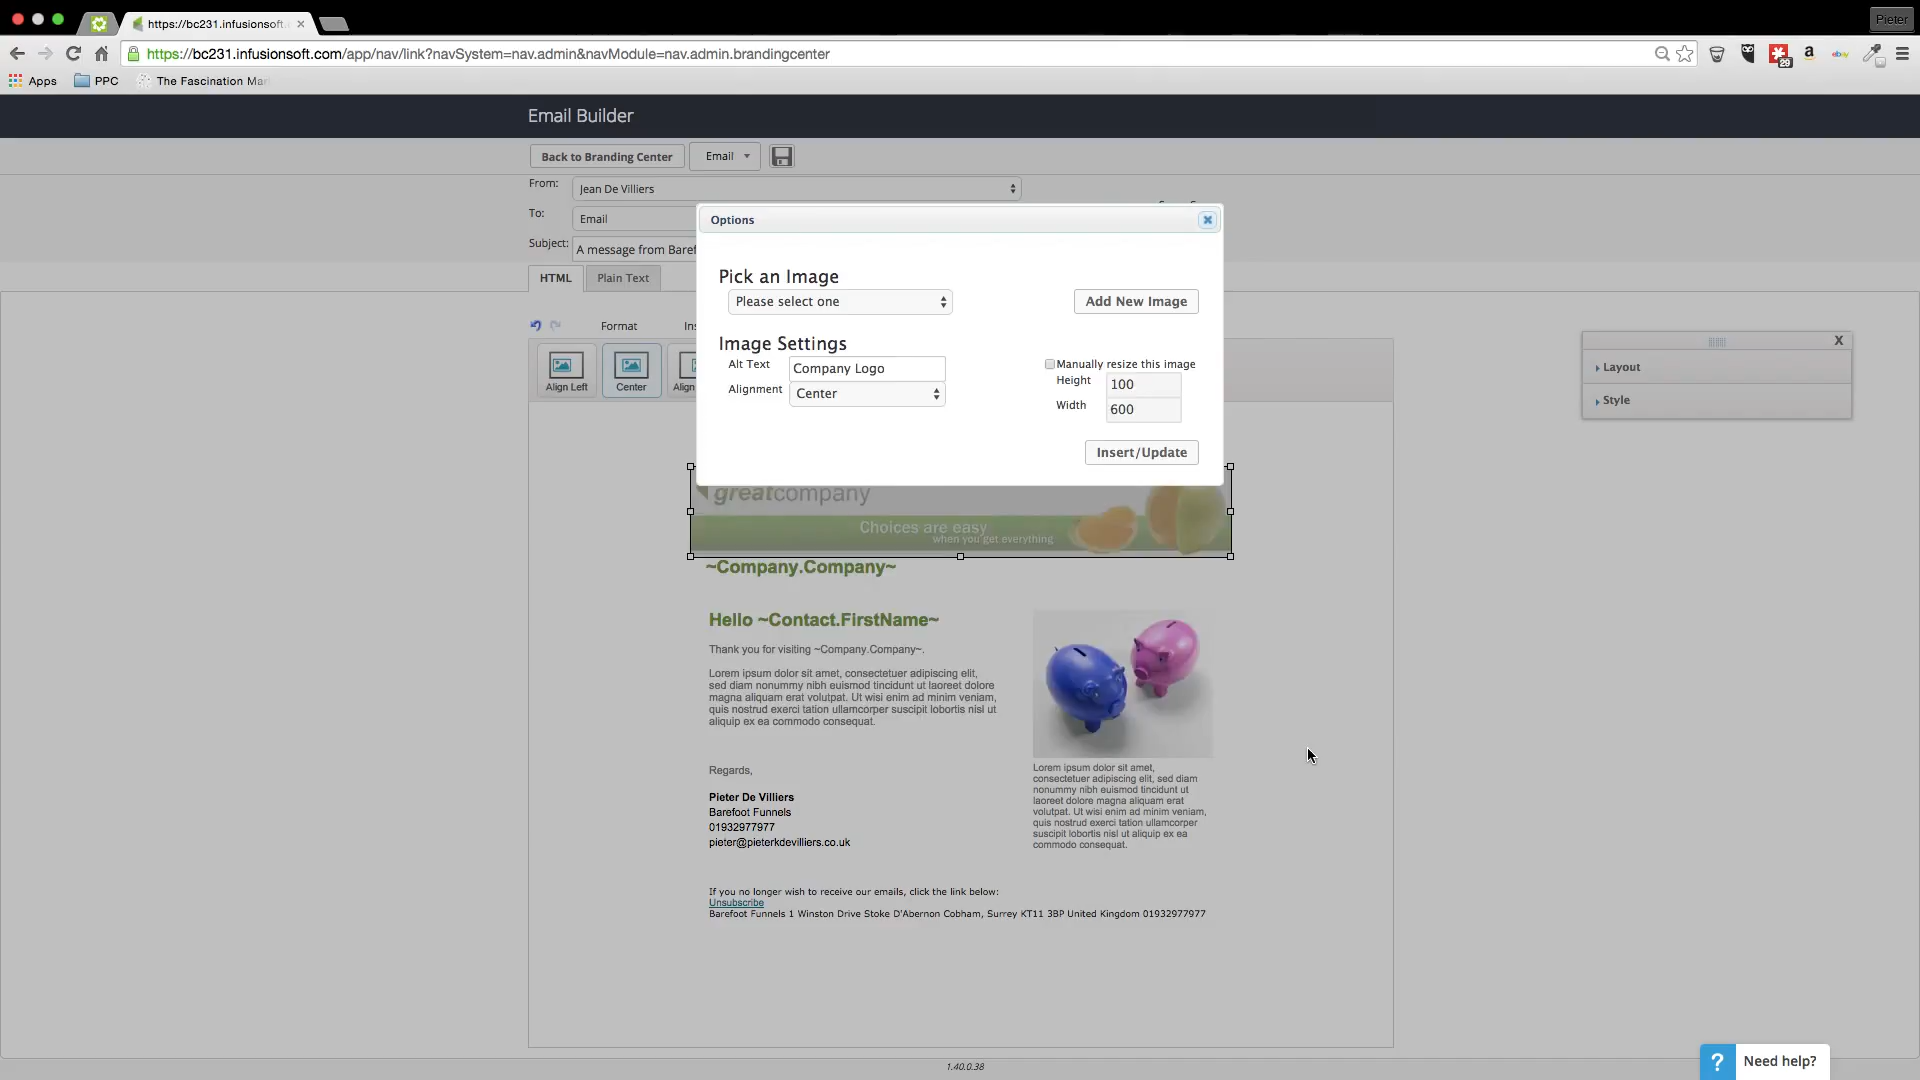 Pieter
https://bc231.infusionsoft.
https://bc231.infusionsoft.com/app/nav/link?navSystem=nav.admin&navModule=nav.admin.brandingcenter
29
Apps
PPC
The Fascination Mar
Email Builder
Back to Branding Center
Email
From:
Jean De Villiers
To:
Email
Subject:
A message from Baref
HTML
Plain Text
Options
Pick an Image
Please select one
Add New Image
Image Settings
Alt Text
Company Logo
Alignment
Center
Manually resize this image
Height
100
Width
600
Insert/Update
Format
Ins
Align Left
Center
Align
X
Layout
Style
greatcompany
Choices are easy
when you get everything
~Company.Company~
Hello ~Contact.FirstName~
Thank you for visiting ~Company.Company~.
Lorem ipsum dolor sit amet, consectetuer adipiscing elit,
sed diam nonummy nibh euismod tincidunt ut laoreet dolore
magna aliquam erat volutpat. Ut wisi enim ad minim veniam,
quis nostrud exerci tation ullamcorper suscipit lobortis nisl ut
aliquip ex ea commodo consequat.
Regards,
Pieter De Villiers
Barefoot Funnels
01932977977
pieter@pieterkdevilliers.co.uk
Lorem ipsum dolor sit amet,
consectetuer adipiscing elit, sed diam
nonummy nibh euismod tincidunt ut
laoreet dolore magna aliquam erat
volutpat. Ut wisi enim ad minim veniam,
quis nostrud exerci tation ullamcorper
suscipit lobortis nisl ut aliquip ex ea
commodo consequat.
If you no longer wish to receive our emails, click the link below:
Unsubscribe
Barefoot Funnels 1 Winston Drive Stoke D'Abernon Cobham, Surrey KT11 3BP United Kingdom 01932977977
1.40.0.38
? Need help?